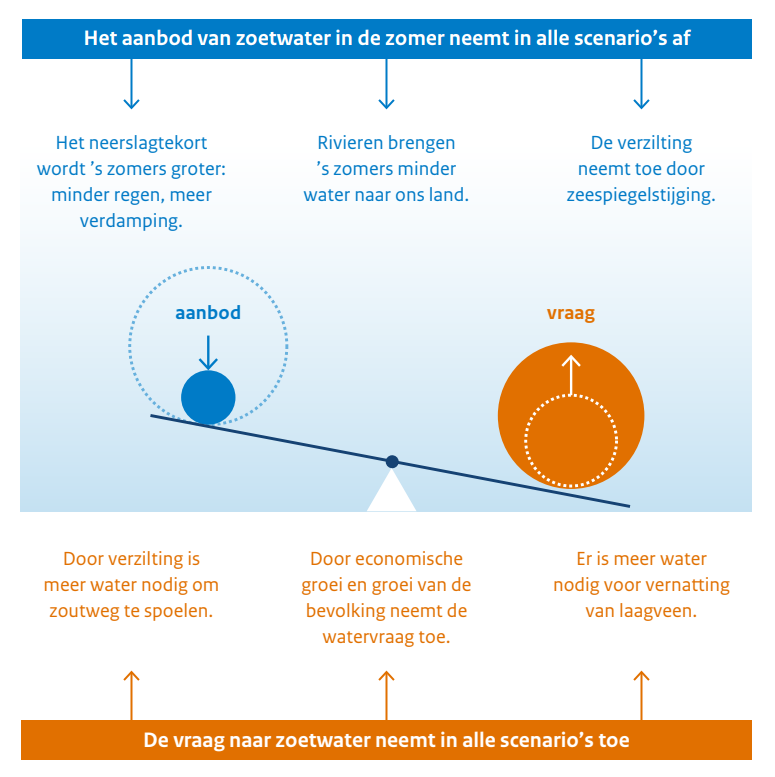 Het aanbod van zoetwater in de zomer neemt in alle scenario’s af
Het neerslagtekort
wordt ’s zomers groter:
minder regen, meer
verdamping.
Rivieren brengen
’s zomers minder
water naar ons land.
De verzilting
neemt toe door
zeespiegelstijging.
aanbod
vraag
Door verzilting is
meer water nodig om
zoutweg te spoelen.
Door economische
groei en groei van de
bevolking neemt de
watervraag toe.
Er is meer water
nodig voor vernatting
van laagveen.
De vraag naar zoetwater neemt in alle scenario’s toe